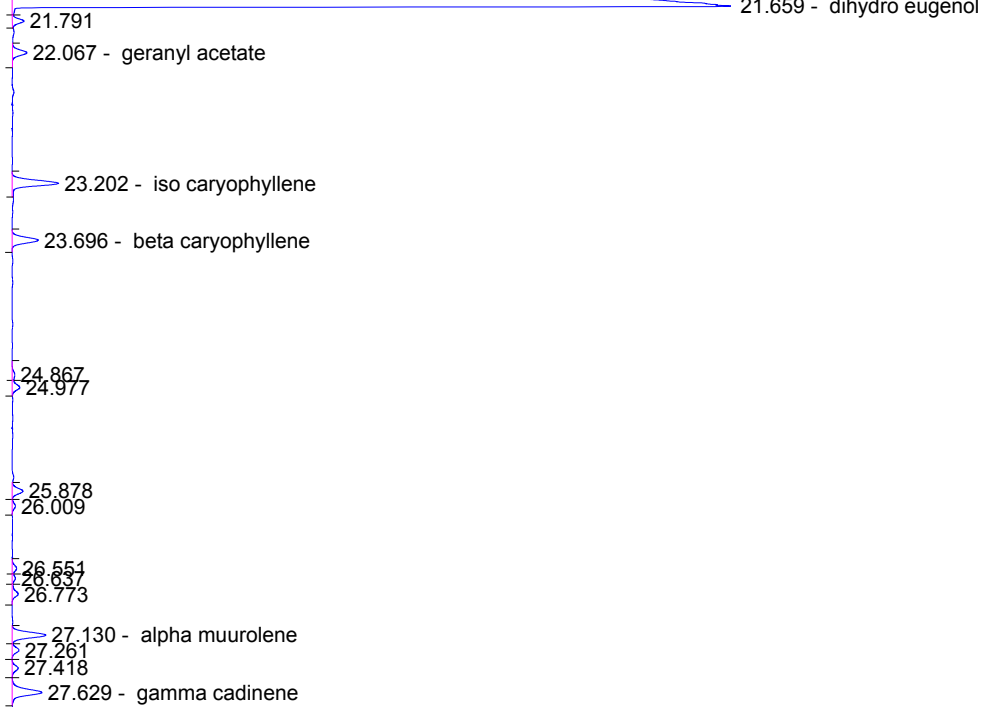 21.659 - dihydro eugenol
21.791
22.067 - geranyl acetate
23.202 - iso caryophyllene
23.696 - beta caryophyllene
24.867
24.977
25.878
26.009
26.551
26.637
26.773
27.130 - alpha muurolene
27.261
27.418
27.629 - gamma cadinene